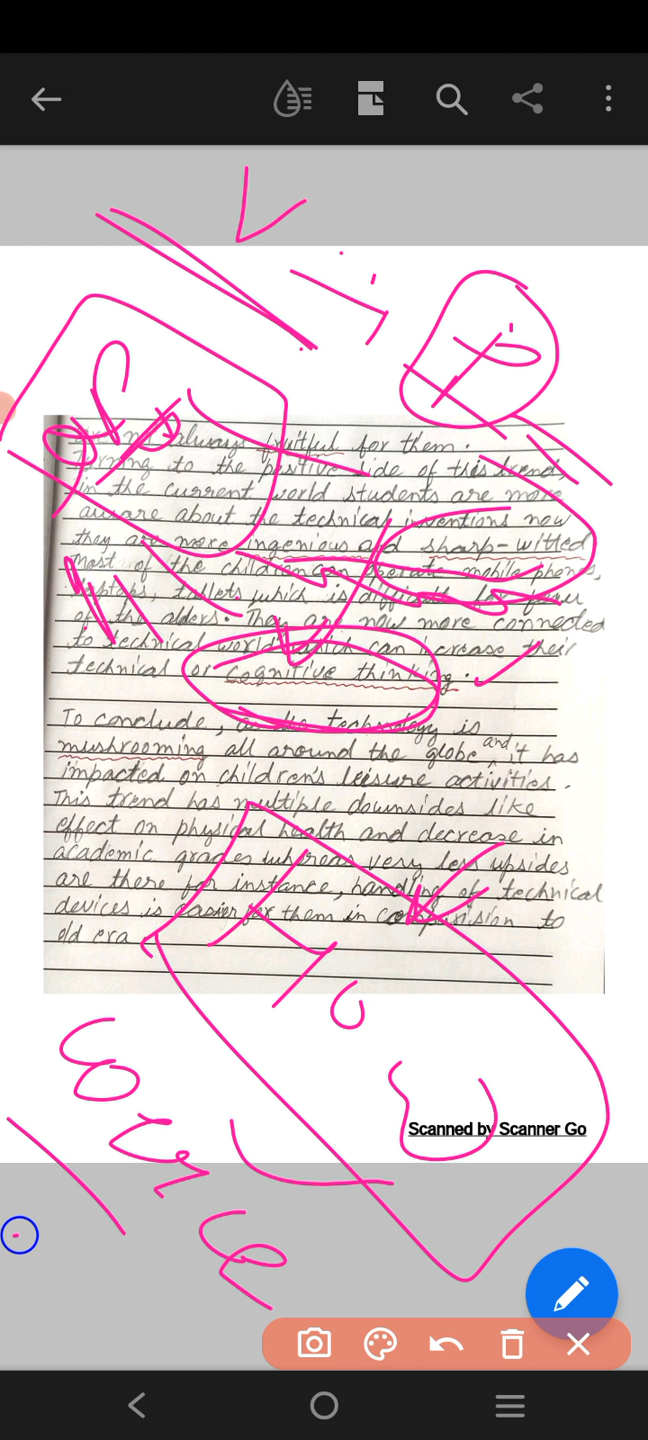 always fruitful for them.
Turning to the positive side of this trend,
in the current world students are more
aware about the technical inventions now
they are more ingenious and sharp-witted
Most of the children can operate mobile phones,
tablets which is difficult for
of the alders. They are now more connected
to technical world which can increase their
technical or cognitive thinking.
To conclude, as the technology is
mushrooming all around the globe and it has
impacted on children's leisure activities.
This trend has multiple downsides like
effect on physical health and decrease in
academic grades whereas very less upsides
are there for instance, handling of technical
devices is easier for them in comparision to
old era
Scanned by Scanner Go